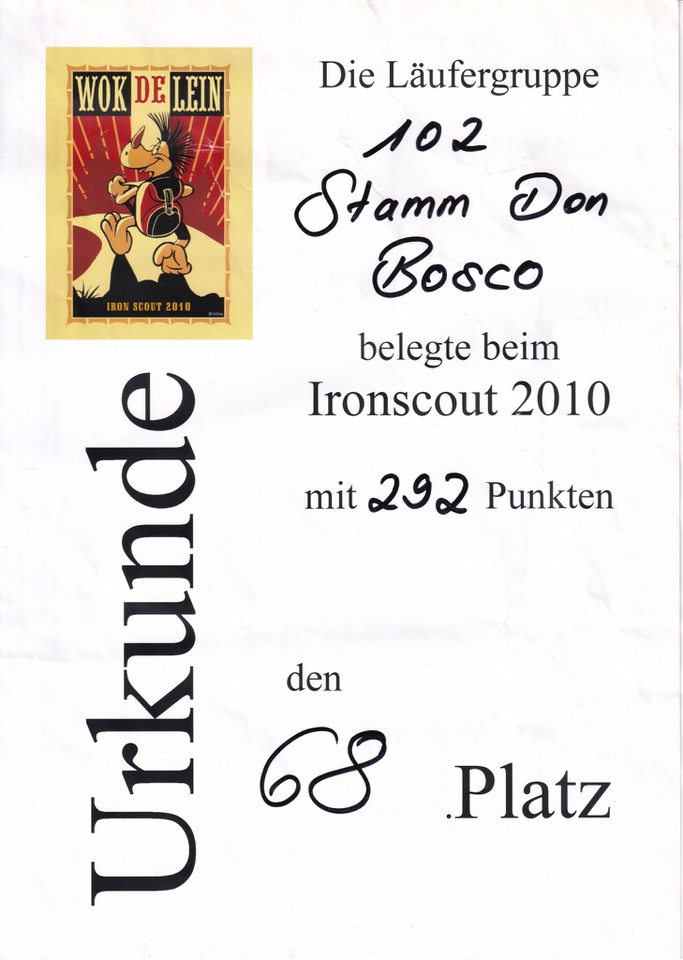 WOK DE LEIN
IRON SCOUT 2010
Die Läufergruppe
102
Stamm Don
Bosco
belegte beim
Ironscout 2010
mit 292 Punkten
den
68 .Platz
Urkunde